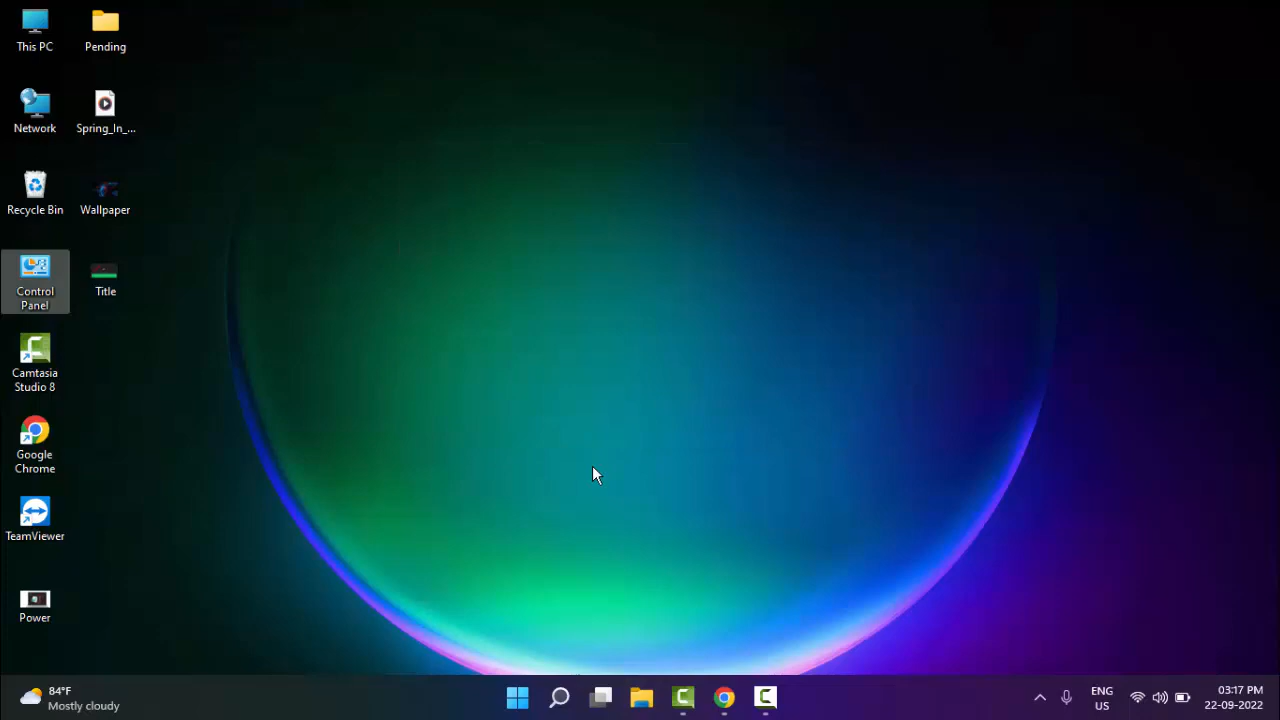 This PC
Pending
Network
Spring_In_...
Recycle Bin
Wallpaper
Control
Panel
Title
Camtasia
Studio 8
Google
Chrome
TeamViewer
Power
84°F
Mostly cloudy
ENG
US
03:17 PM
22-09-2022